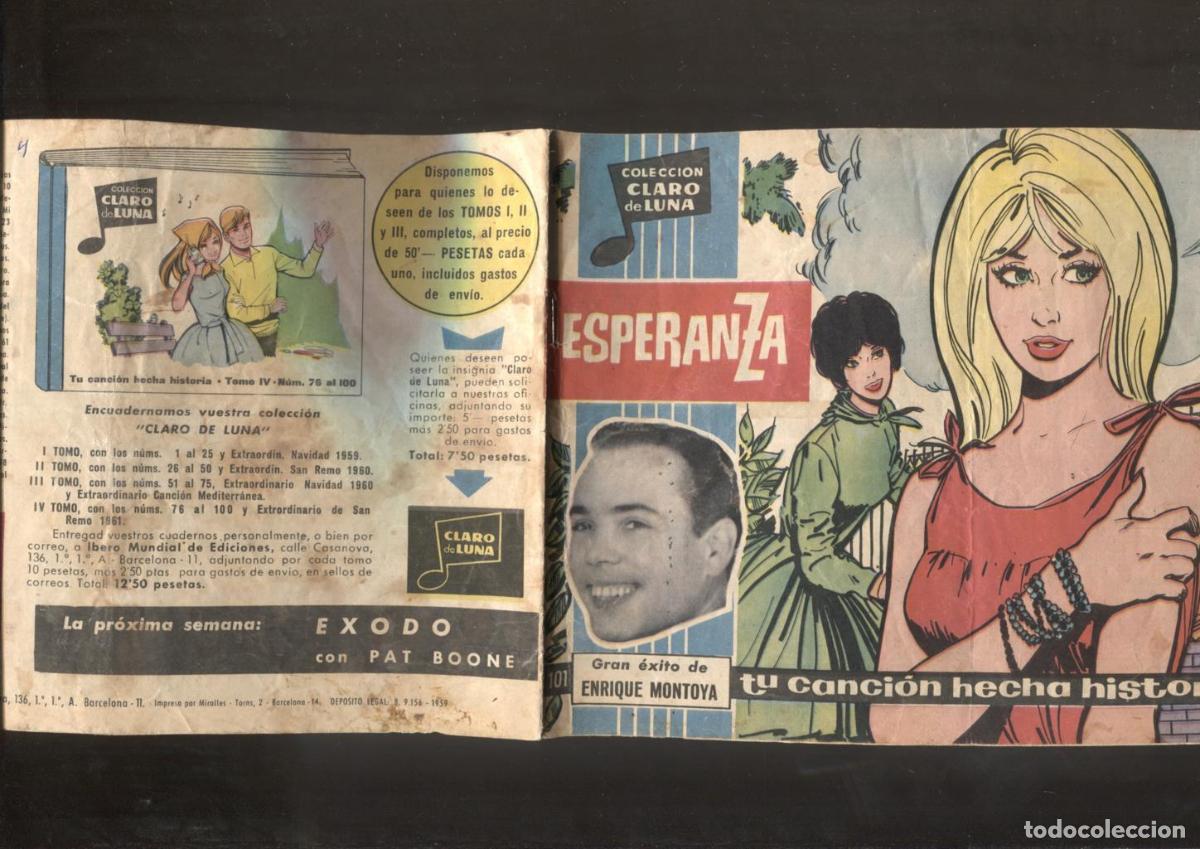 COLECCION
CLARO
de LUNA
Tu canción hecha historia • Tomo IV • Núm. 76 al 100
Disponemos
para quienes lo de-
seen de los TOMOS I, II
y III, completos, al precio
de 50'— PESETAS cada
uno, incluidos gastos
de envío.
Encuadernamos vuestra colección
"CLARO DE LUNA"
I TOMO, con los núms. 1 al 25 y Extraordin. Navidad 1959.
II TOMO, con los núms. 26 al 50 y Extraordin. San Remo 1960.
III TOMO, con los núms. 51 al 75, Extraordinario Navidad 1960
y Extraordinario Canción Mediterránea.
IV TOMO, con los núms. 76 al 100 y Extrordinario de San
Remo 1961.
Entregad vuestros cuadernos personalmente, o bien por
correo, a Ibero Mundial de Ediciones, calle Casanova,
136, 1.º, 1.ª, A - Barcelona - 11, adjuntando por cada tomo
10 pesetas, más 2'50 ptas. para gastos de envío, en sellos de
correos. Total: 12'50 pesetas.
Quienes deseen po-
seer la insignia "Claro
de Luna", pueden soli-
citarla a nuestras ofi-
cinas, adjuntando su
importe: 5'— pesetas
más 2'50 para gastos
de envío.
Total: 7'50 pesetas.
CLARO
de LUNA
La próxima semana: EXODO
con PAT BOONE
136, 1.º, 1.ª, A. Barcelona - 11. - Impreso por Miralles - Torns, 2 - Barcelona - 14. DEPOSITO LEGAL: B. 9.156 - 1959
COLECCION
CLARO
de LUNA
ESPERANZA
Gran éxito de
ENRIQUE MONTOYA
101
tu canción hecha histo
todocoleccion